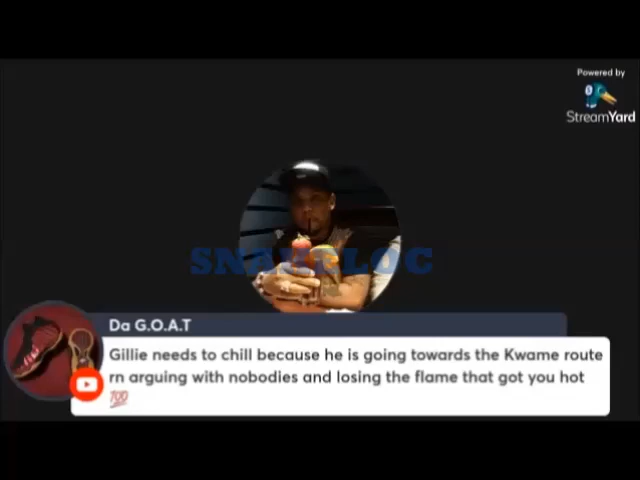 Powered by
StreamYard
SNAKELOC
Da G.O.A.T
Gillie needs to chill because he is going towards the Kwame route
rn arguing with nobodies and losing the flame that got you hot
💯